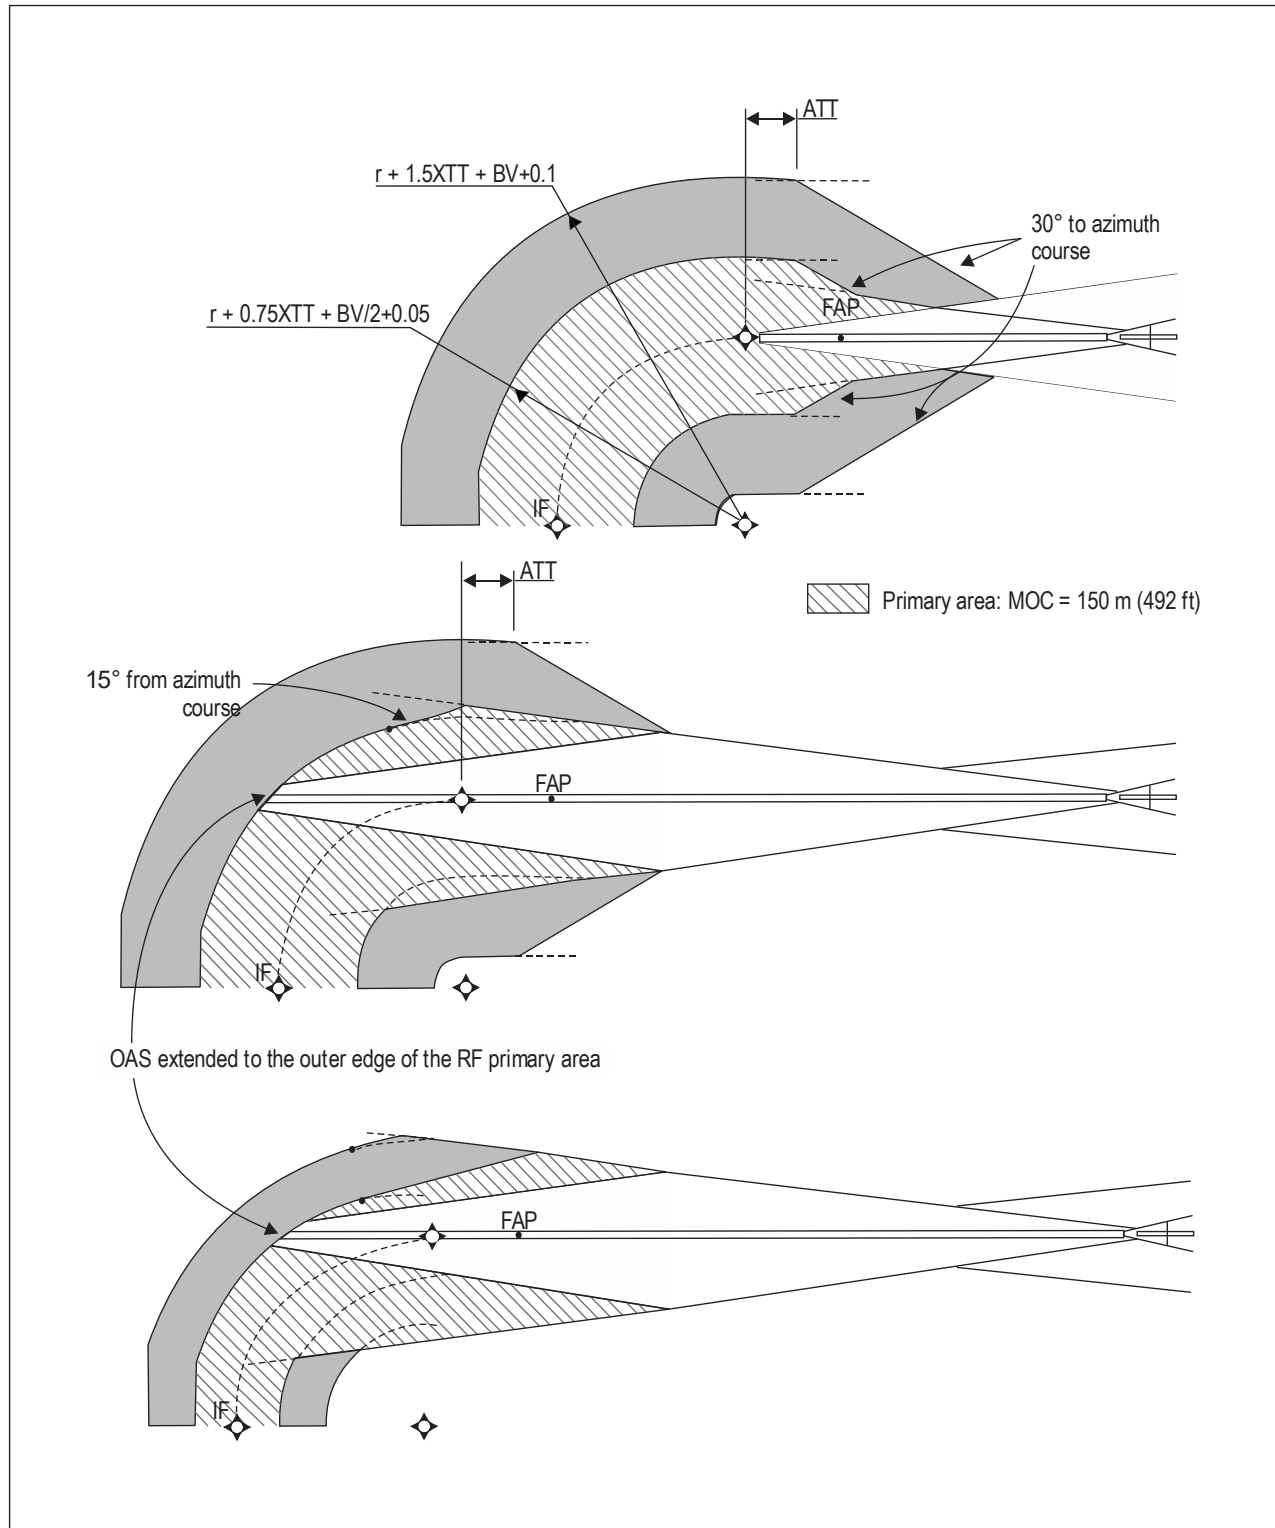 ATT
r + 1.5XTT + BV+0.1
30° to azimuth
course
FAP
r + 0.75XTT + BV/2+0.05
IF
ATT
Primary area: MOC = 150 m (492 ft)
15° from azimuth
course
FAP
IF
OAS extended to the outer edge of the RF primary area
FAP
IF